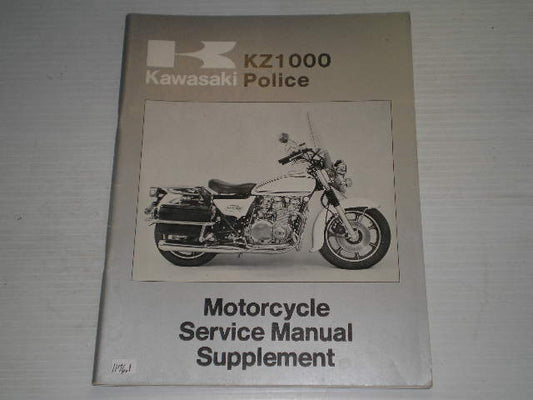 KZ1000
Kawasaki Police
Motorcycle
Service Manual
Supplement